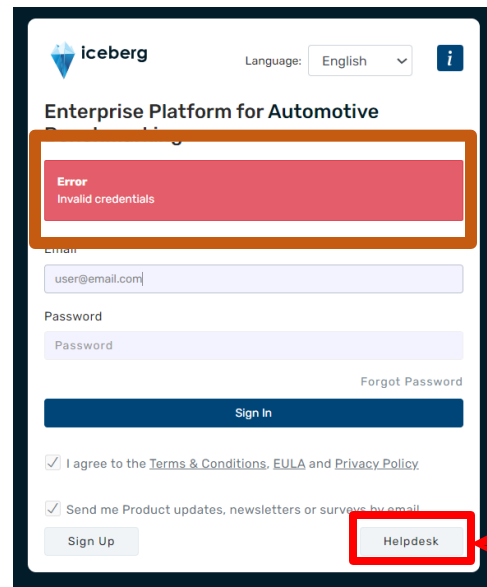 iceberg
Language: English
i
Enterprise Platform for Automotive
Error
Invalid credentials
Email
user@email.com
Password
Password
Forgot Password
Sign In
I agree to the Terms & Conditions, EULA and Privacy Policy
Send me Product updates, newsletters or surveys by email
Sign Up
Helpdesk